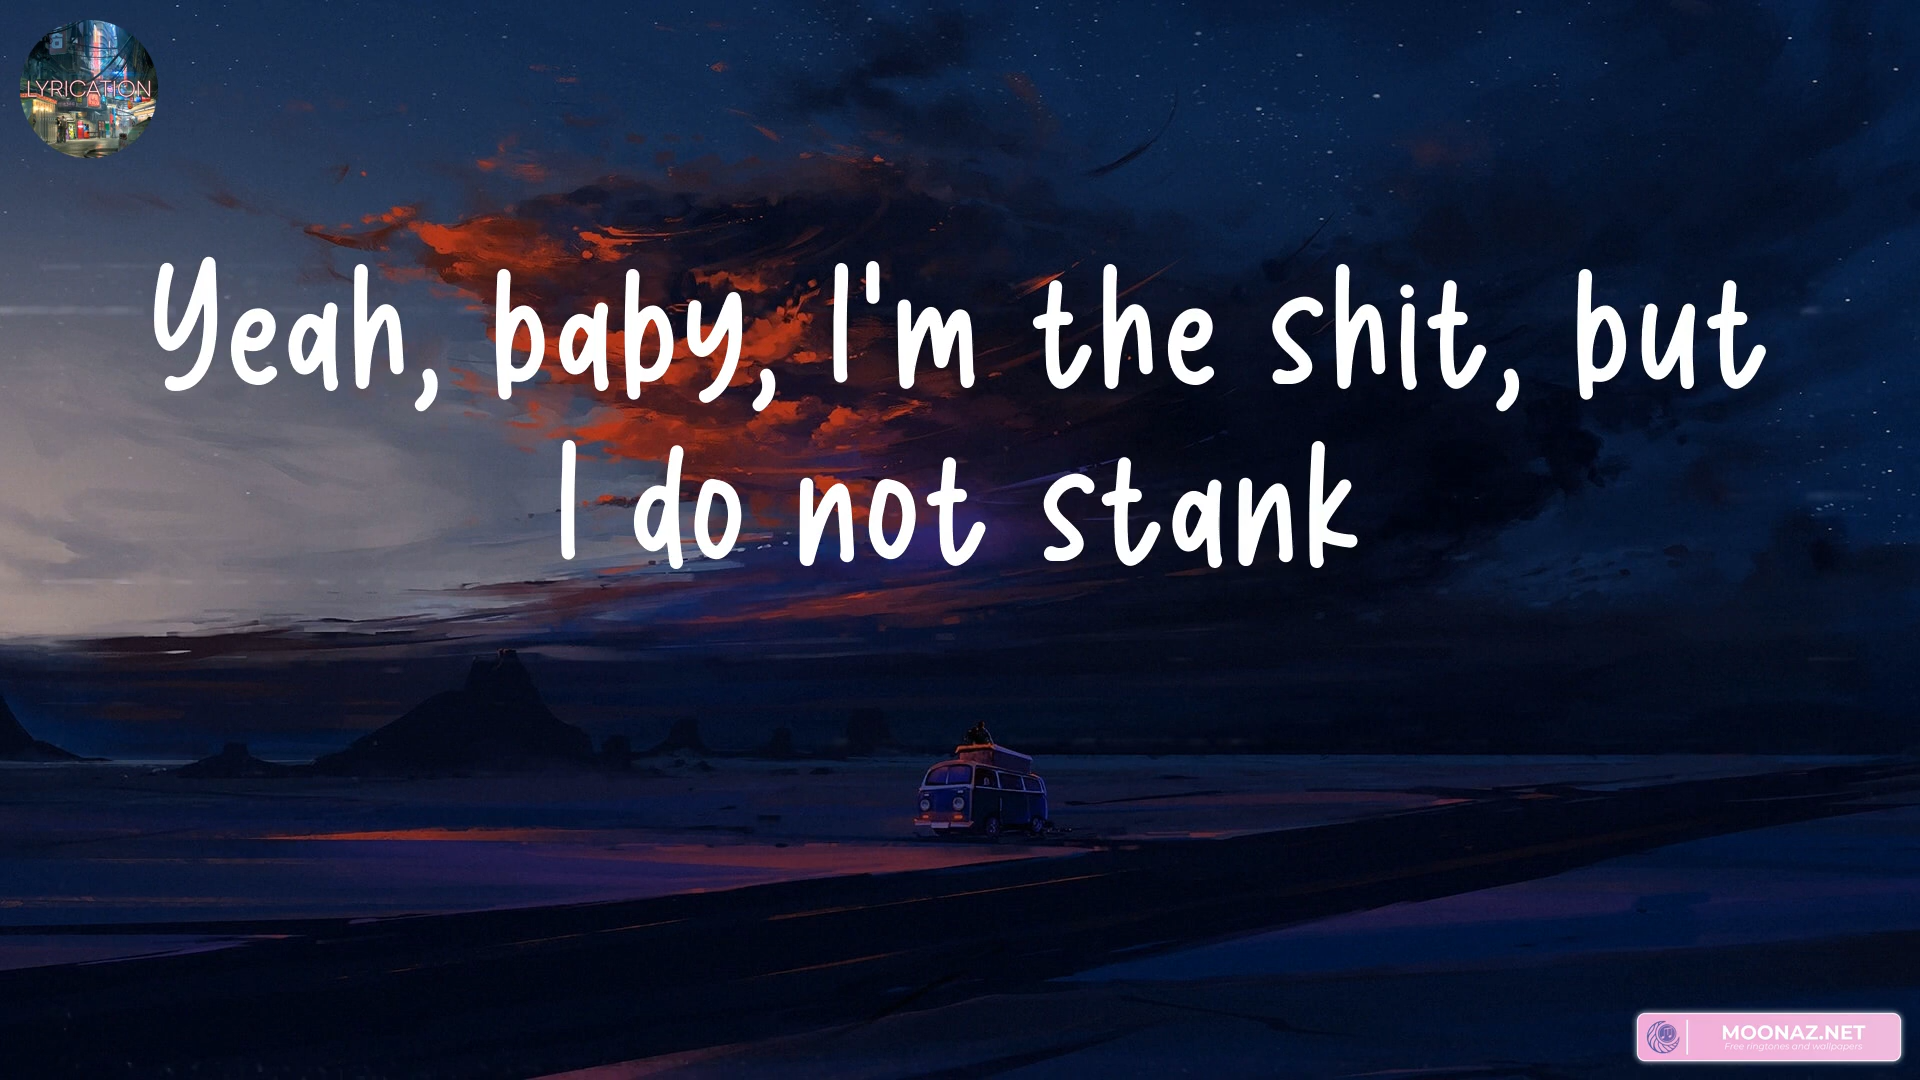 LYRICATION
Yeah, baby, I'm the shit, but
I do not stank
MOONAZ.NET
Free ringtones and wallpapers